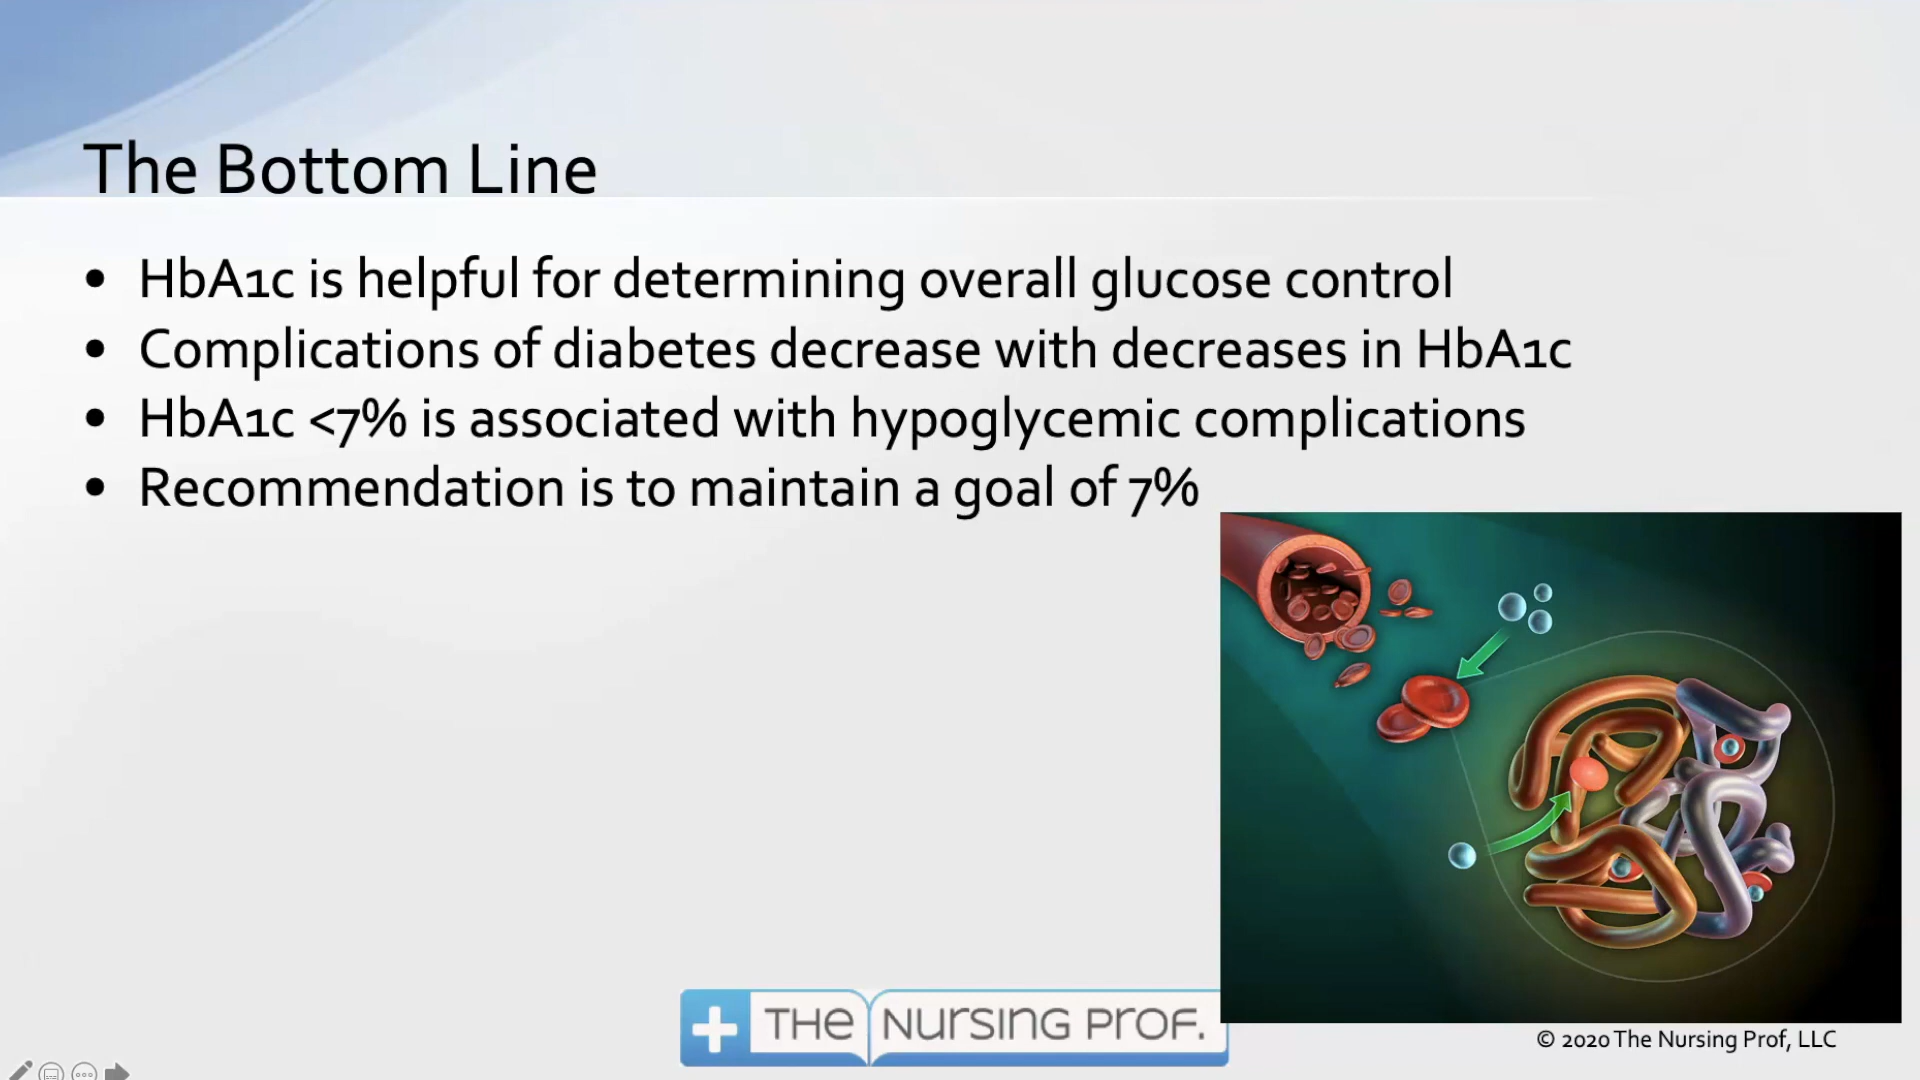 The Bottom Line
• HbA1c is helpful for determining overall glucose control
• Complications of diabetes decrease with decreases in HbA1c
• HbA1c <7% is associated with hypoglycemic complications
• Recommendation is to maintain a goal of 7%
THE NURSING PROF.
© 2020 The Nursing Prof, LLC